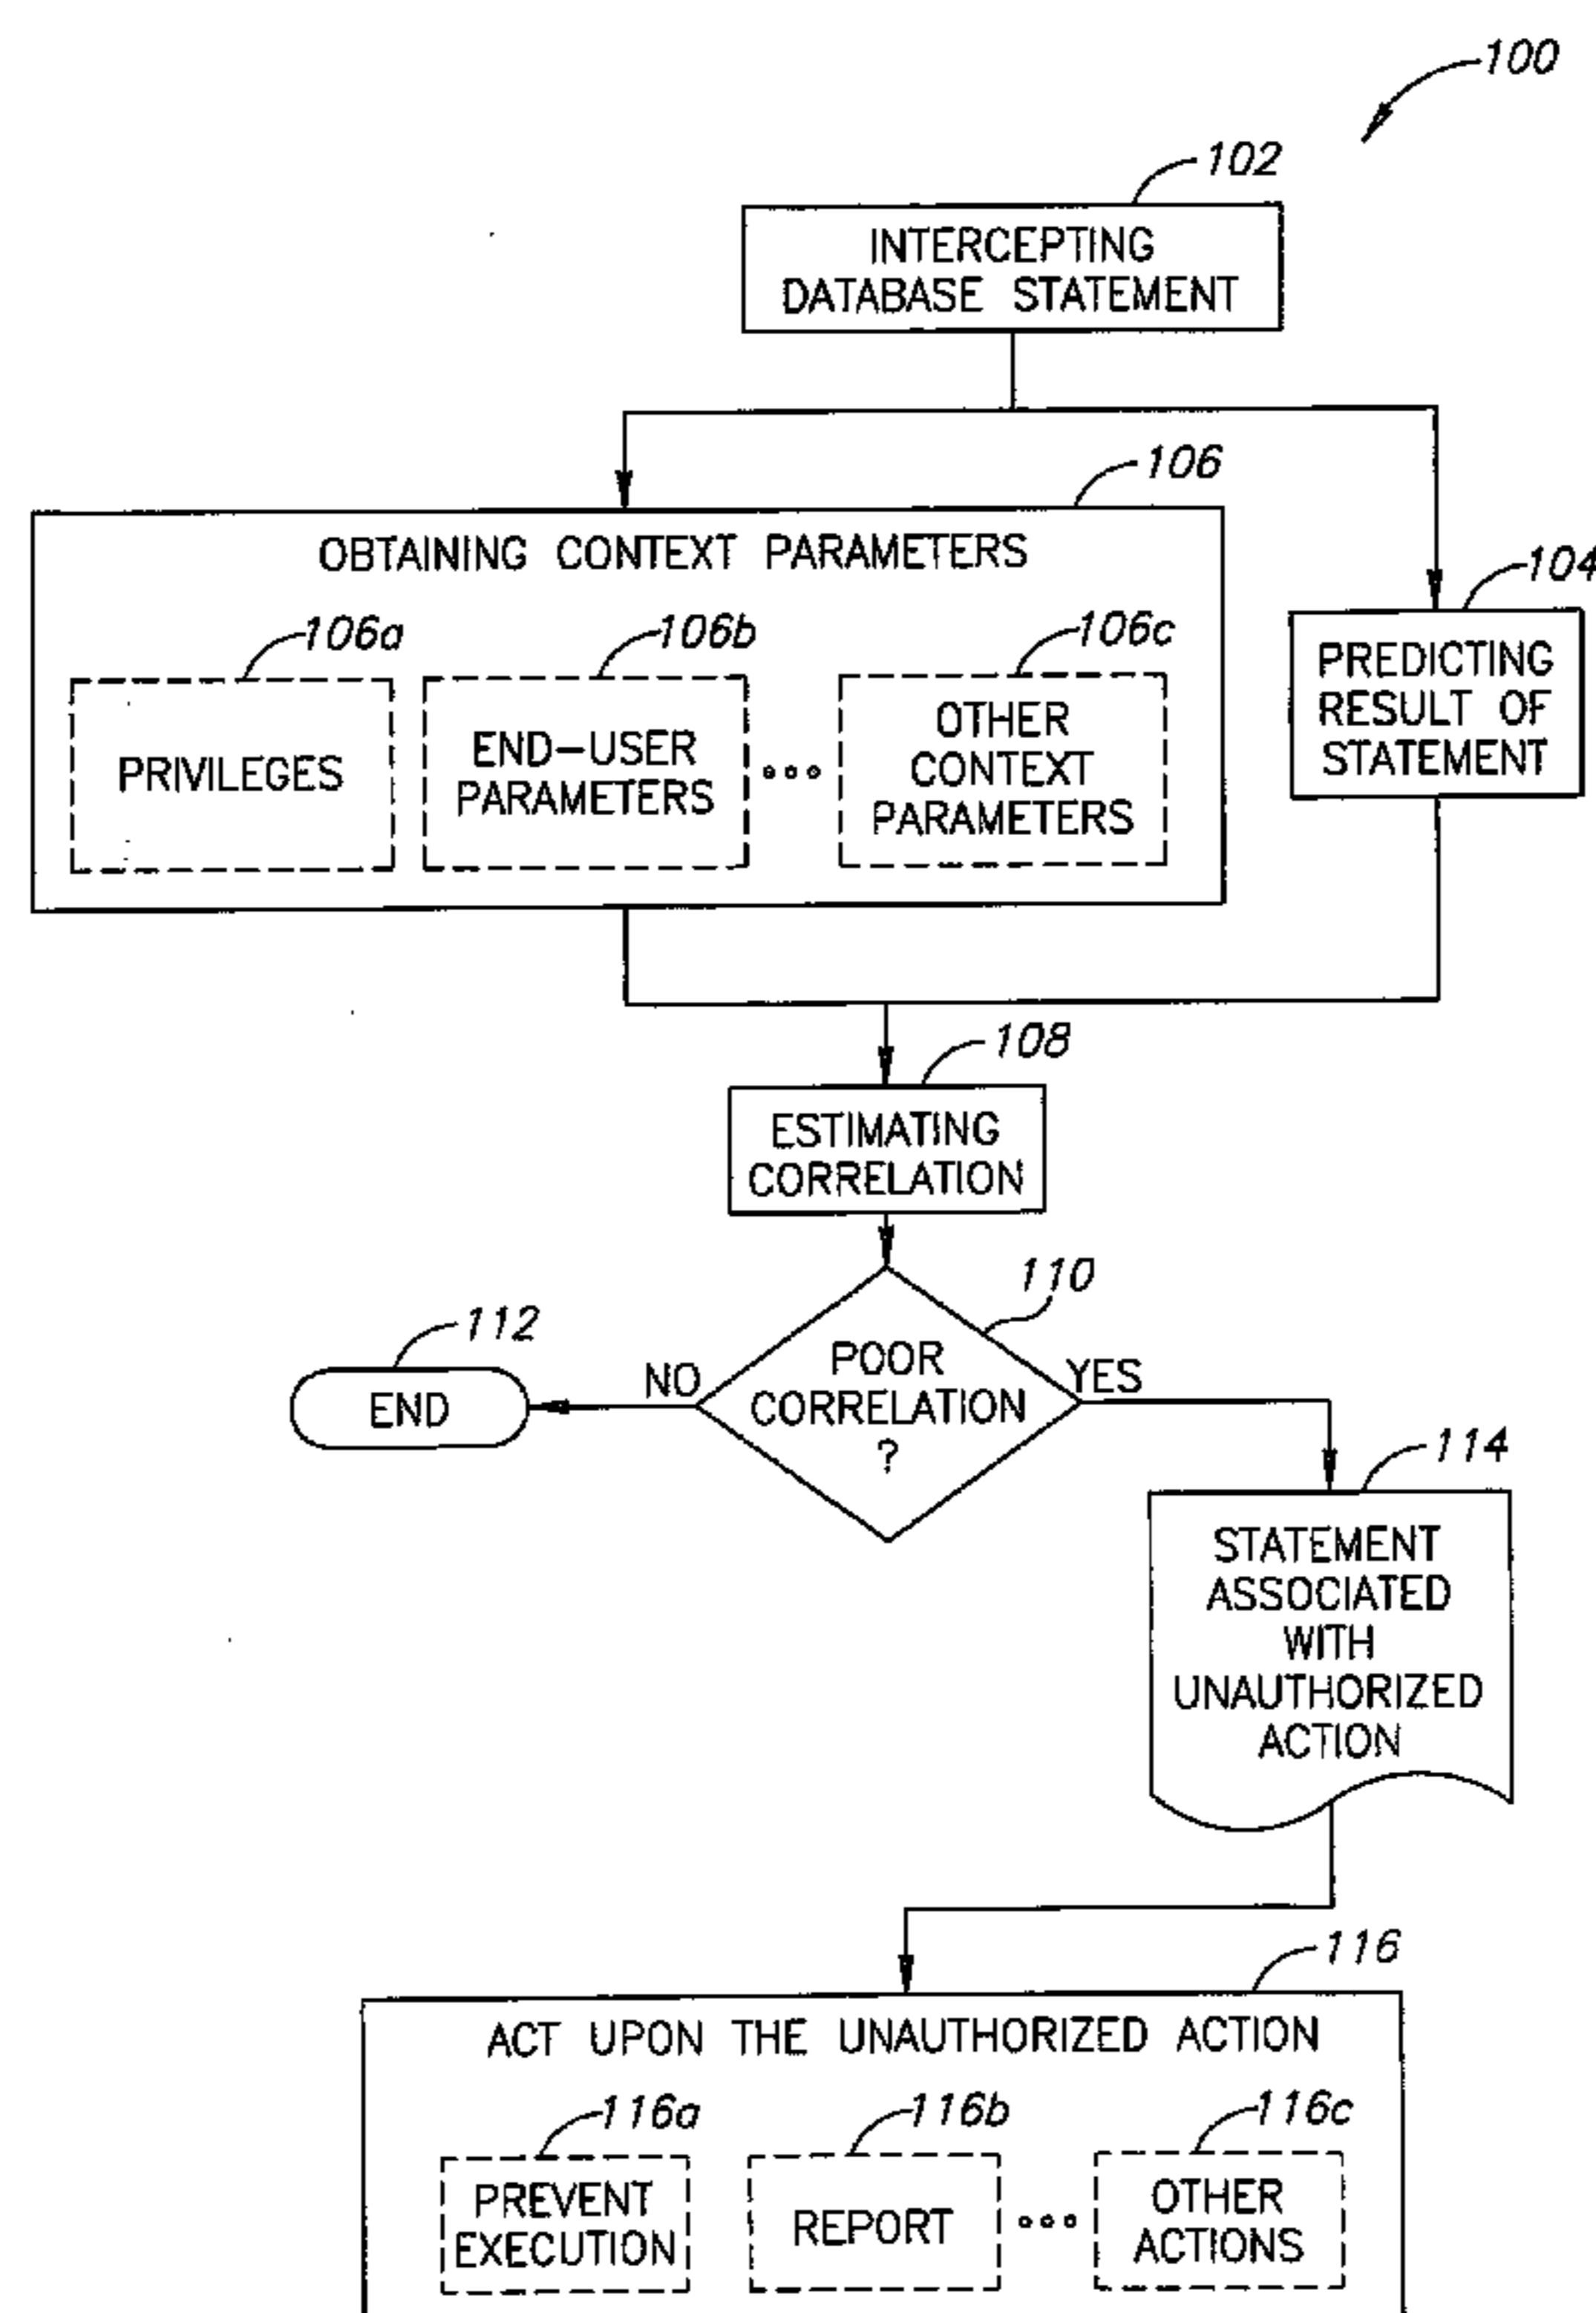 100
102
INTERCEPTING
DATABASE STATEMENT
106
OBTAINING CONTEXT PARAMETERS
104
106a
106b
106c
PRIVILEGES
END-USER
PARAMETERS
OTHER
CONTEXT
PARAMETERS
PREDICTING
RESULT OF
STATEMENT
108
ESTIMATING
CORRELATION
110
112
END
NO
POOR
CORRELATION
?
YES
114
STATEMENT
ASSOCIATED
WITH
UNAUTHORIZED
ACTION
116
ACT UPON THE UNAUTHORIZED ACTION
116a
116b
116c
PREVENT
EXECUTION
REPORT
OTHER
ACTIONS